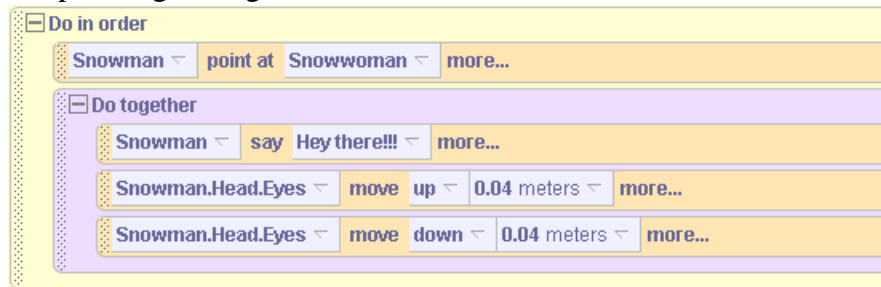 Do in order
Snowman point at Snowwoman more...
Do together
Snowman say Hey there!!! more...
Snowman.Head.Eyes move up 0.04 meters more...
Snowman.Head.Eyes move down 0.04 meters more...